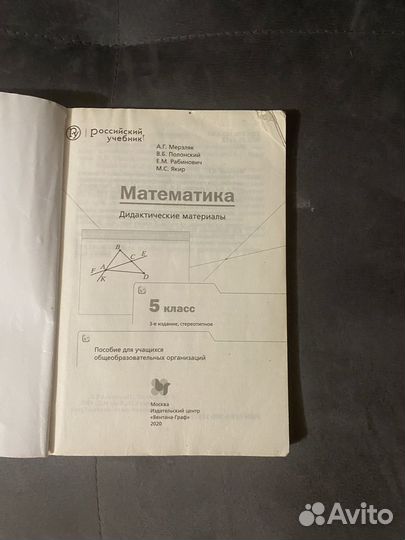 российский
учебник
А.Г. Мерзляк
В.Б. Полонский
Е.М. Рабинович
М.С. Якир
Математика
Дидактические материалы
B
C
E
F
A
K
D
5 класс
3-е издание, стереотипное
Пособие для учащихся
общеобразовательных организаций
Москва
Издательский центр
«Вентана-Граф»
2020
Avito